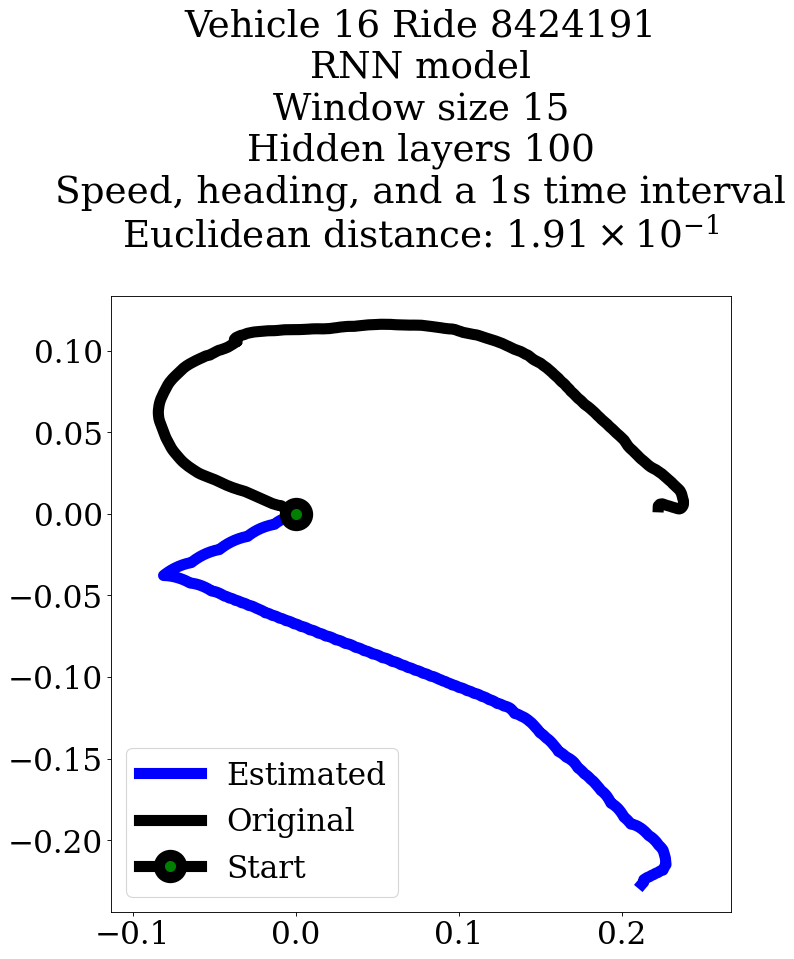 Vehicle 16 Ride 8424191
RNN model
Window size 15
Hidden layers 100
Speed, heading, and a 1s time interval
Euclidean distance: 1.91 × 10⁻¹
0.10
0.05
0.00
−0.05
−0.10
−0.15
−0.20
Estimated
Original
Start
−0.1
0.0
0.1
0.2